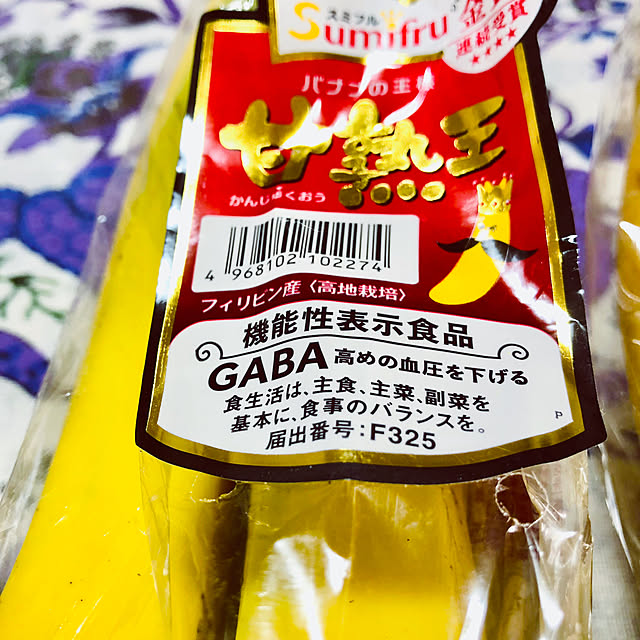 スミフル
Sumifru
連続受賞
★★★★
バナナの王様
甘熟王
かんじゅくおう
4 968102 102274
フィリピン産〈高地栽培〉
機能性表示食品
GABA 高めの血圧を下げる
食生活は、主食、主菜、副菜を
基本に、食事のバランスを。
届出番号:F325
P